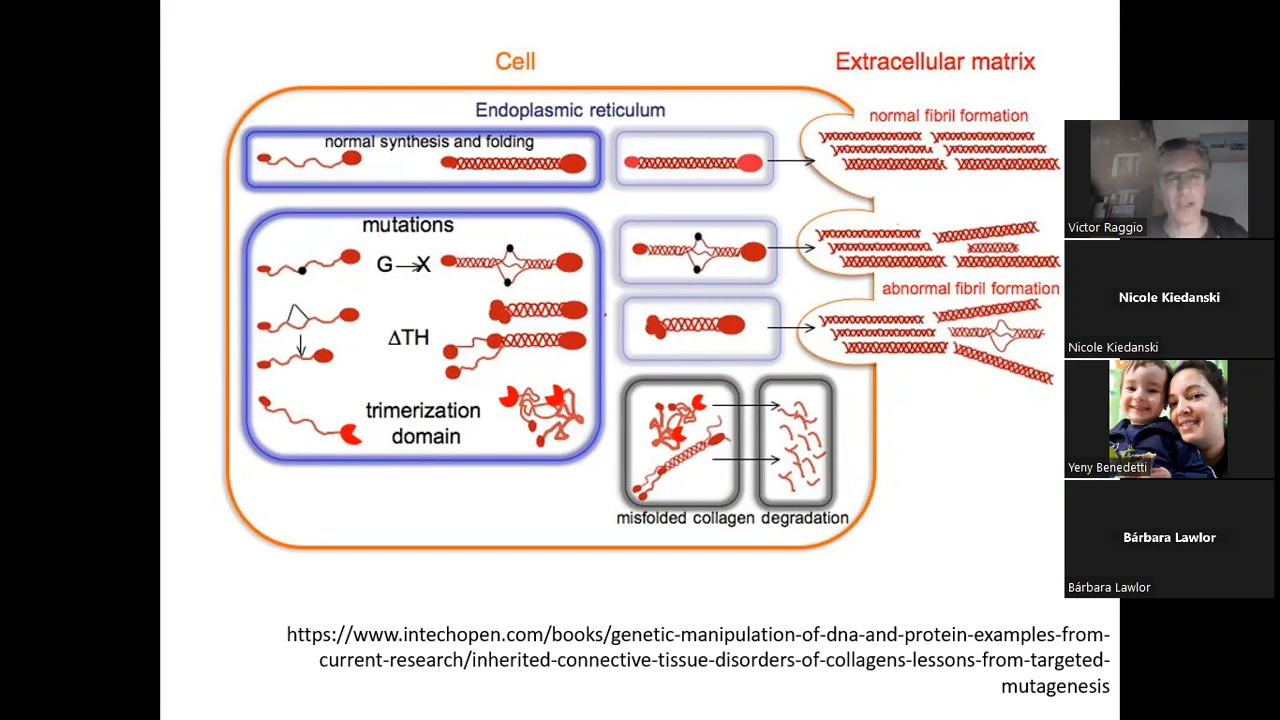 Cell
Extracellular matrix
Endoplasmic reticulum
normal synthesis and folding
normal fibril formation
mutations
G→X
ΔTH
trimerization
domain
abnormal fibril formation
misfolded collagen
degradation
https://www.intechopen.com/books/genetic-manipulation-of-dna-and-protein-examples-from-
current-research/inherited-connective-tissue-disorders-of-collagens-lessons-from-targeted-
mutagenesis
Victor Raggio
Nicole Kiedanski
Nicole Kiedanski
Yeny Benedetti
Bárbara Lawlor
Bárbara Lawlor